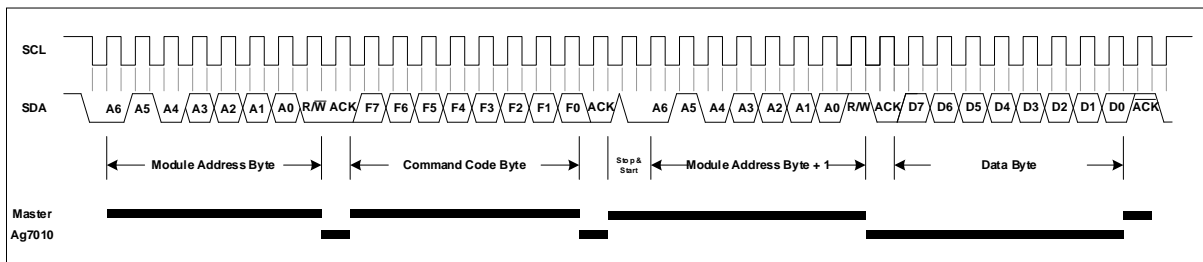 SCL
SDA A6 A5 A4 A3 A2 A1 A0 R/W̅ ACK F7 F6 F5 F4 F3 F2 F1 F0 ACK A6 A5 A4 A3 A2 A1 A0 R/W ACK D7 D6 D5 D4 D3 D2 D1 D0 A̅C̅K̅
Module Address Byte Command Code Byte Stop & Start Module Address Byte + 1 Data Byte
Master
Ag7010